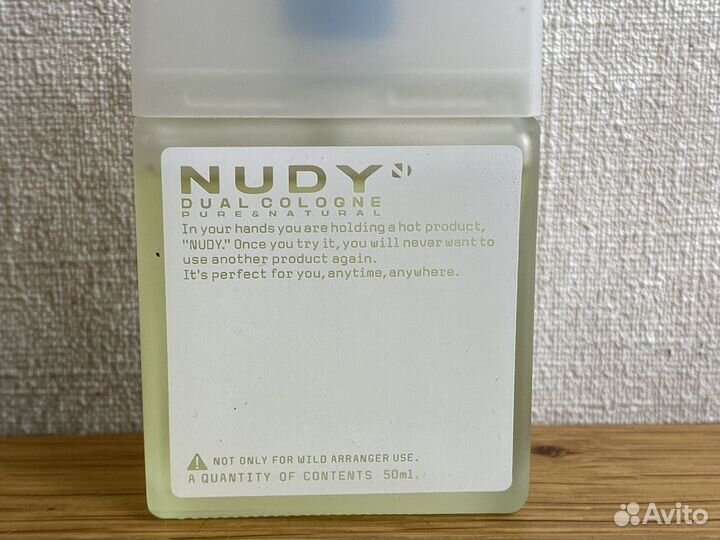 NUDY
DUAL COLOGNE
PURE & NATURAL
In your hands you are holding a hot product,
"NUDY." Once you try it, you will never want to
use another product again.
It's perfect for you, anytime, anywhere.
NOT ONLY FOR WILD ARRANGER USE.
A QUANTITY OF CONTENTS 50ml.
Avito